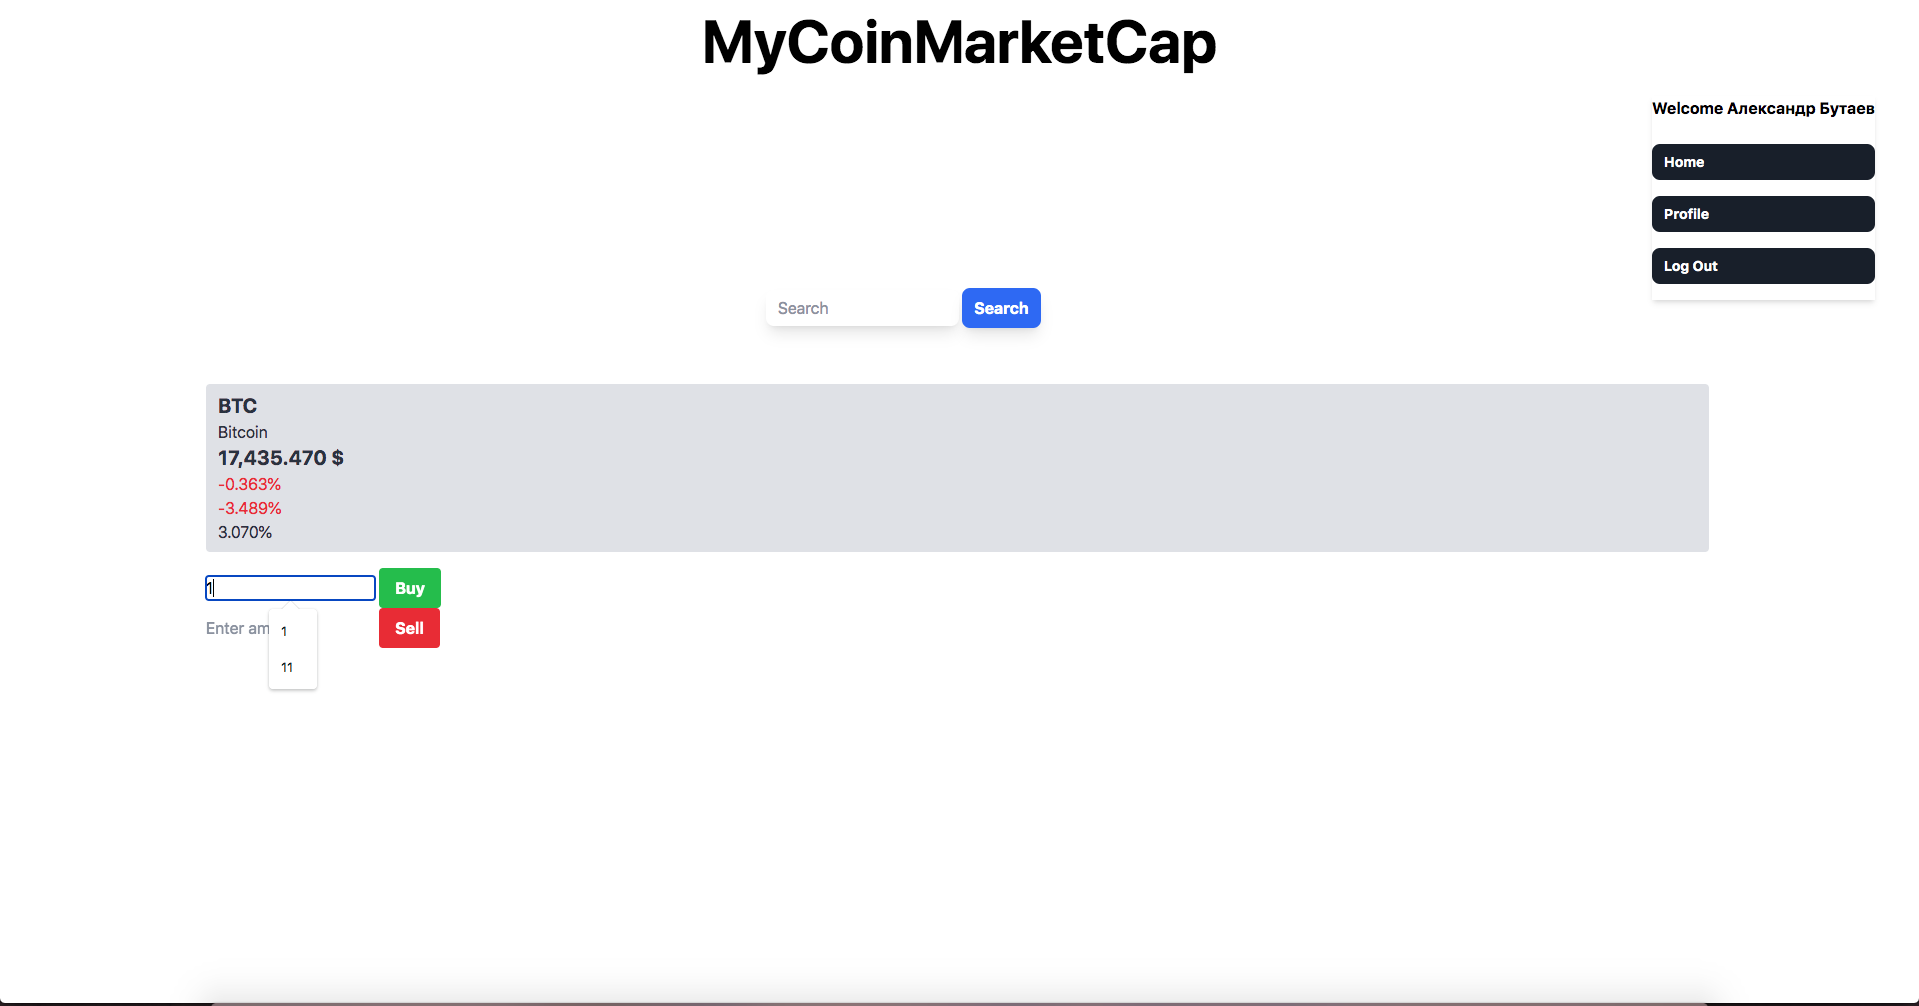 MyCoinMarketCap
Welcome Александр Бутаев
Home
Profile
Log Out
Search
Search
BTC
Bitcoin
17,435.470 $
-0.363%
-3.489%
3.070%
1
Buy
Enter am
Sell
1
11